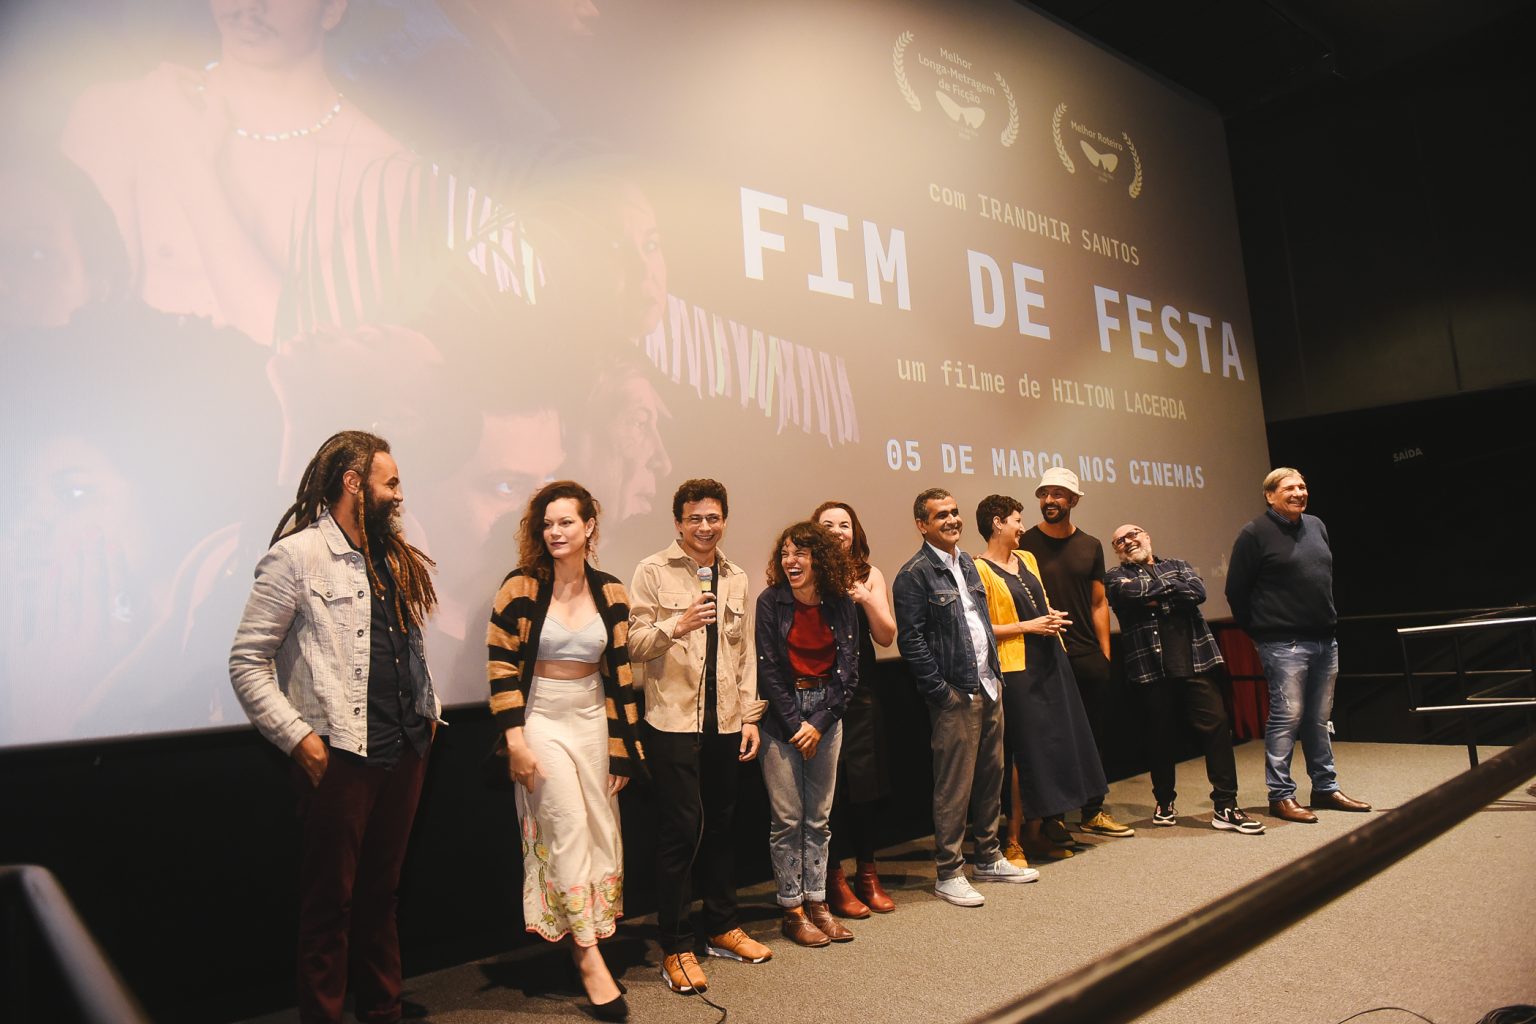 Melhor
Longa-Metragem
de Ficção
Melhor Roteiro
com IRANDHIR SANTOS
FIM DE FESTA
um filme de HILTON LACERDA
05 DE MARÇO NOS CINEMAS
SAÍDA